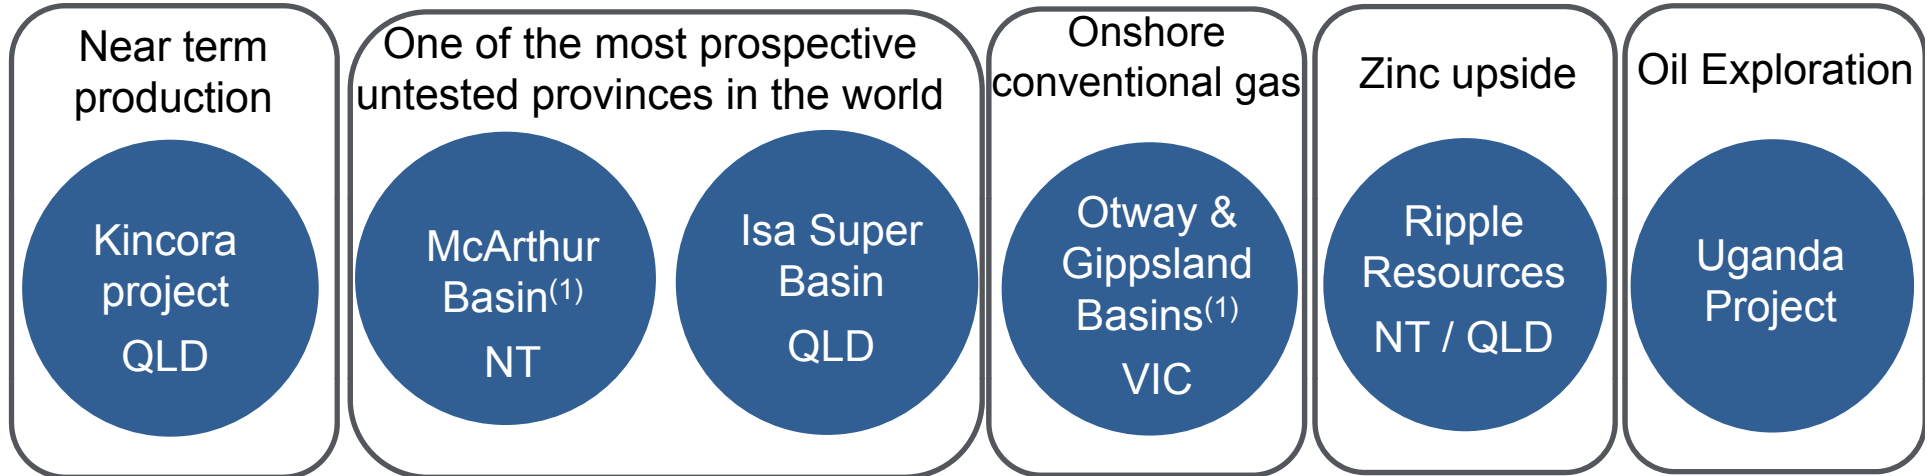 Near term
production
Kincora
project
QLD
One of the most prospective
untested provinces in the world
McArthur
Basin(1)
NT
Isa Super
Basin
QLD
Onshore
conventional gas
Otway &
Gippsland
Basins(1)
VIC
Zinc upside
Ripple
Resources
NT / QLD
Oil Exploration
Uganda
Project